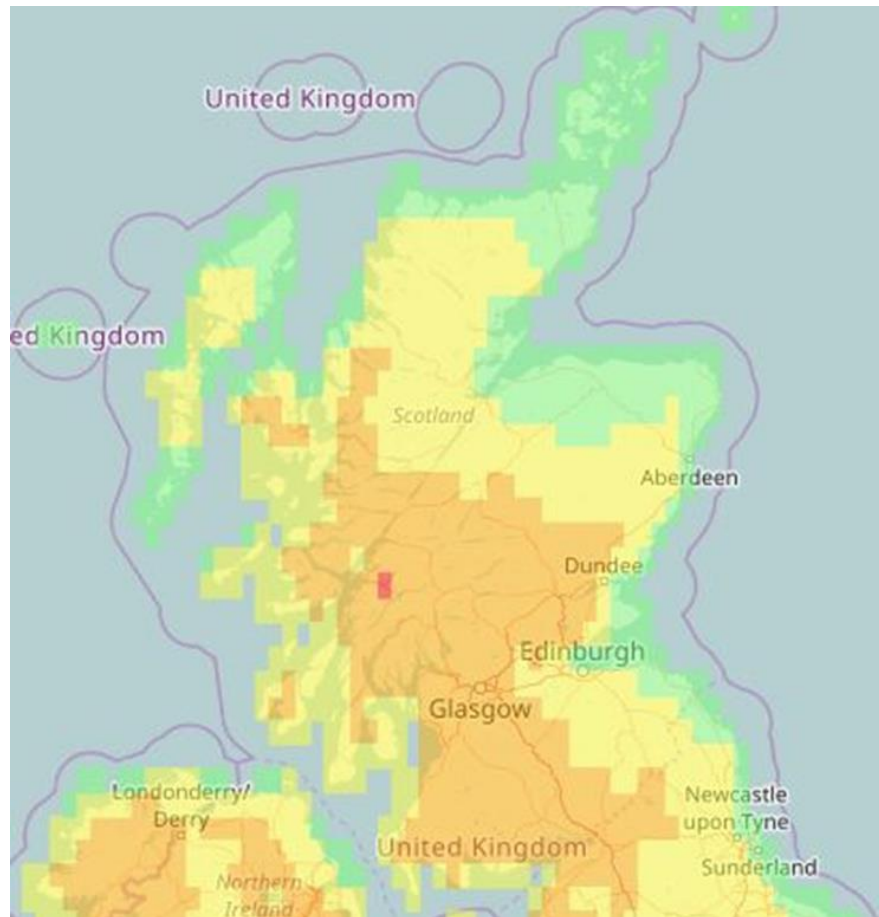 United Kingdom
ed Kingdom
Scotland
Aberdeen
Dundee
Edinburgh
Glasgow
Londonderry/
Derry
Newcastle
upon Tyne
United Kingdom
Sunderland
Northern
Ireland